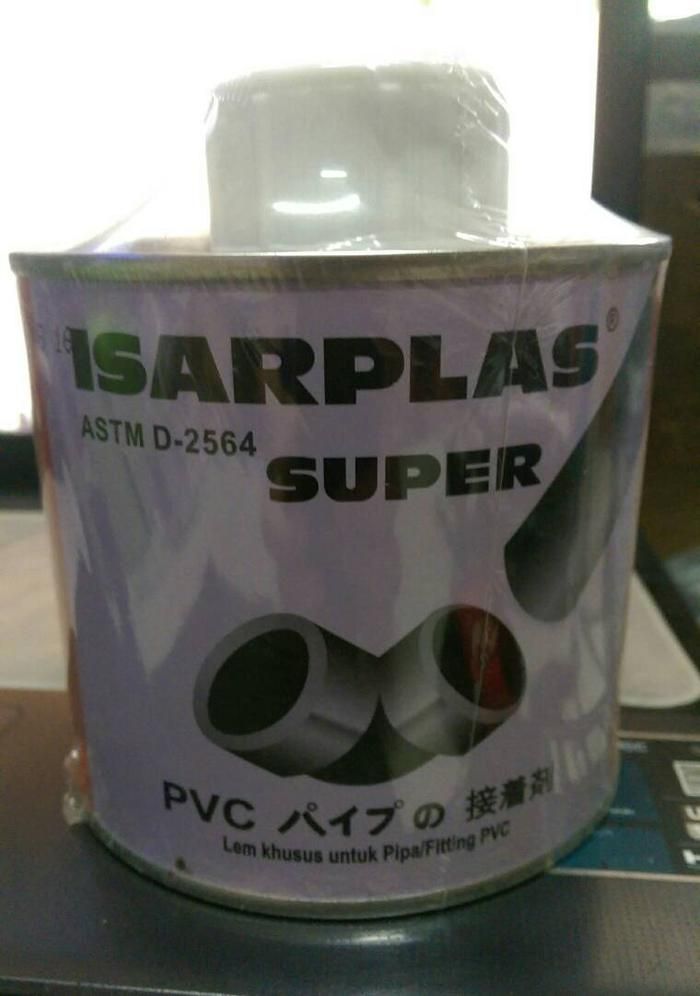 ISARPLAS®
ASTM D-2564
SUPER
PVC パイプの 接着剤
Lem khusus untuk Pipa/Fitting PVC